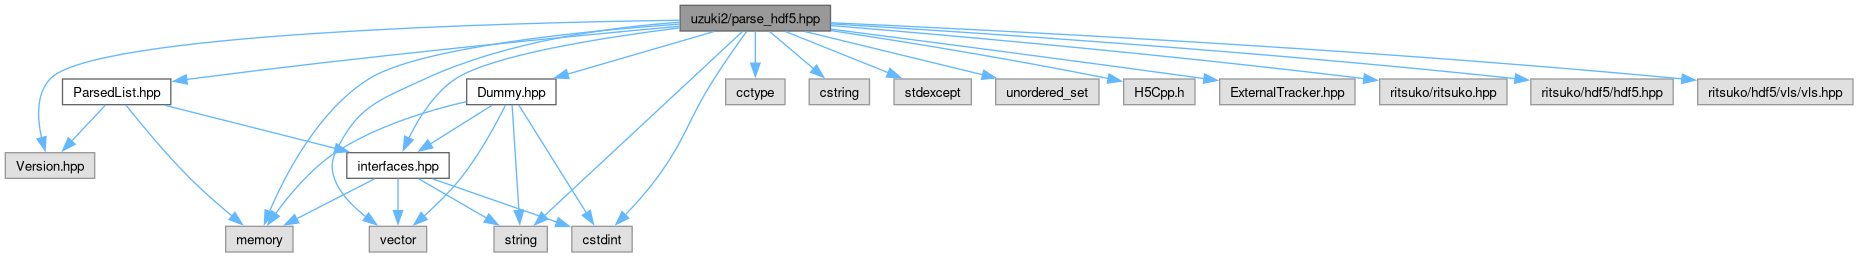 uzuki2/parse_hdf5.hpp
ParsedList.hpp
Dummy.hpp
cctype
cstring
stdexcept
unordered_set
H5Cpp.h
ExternalTracker.hpp
ritsuko/ritsuko.hpp
ritsuko/hdf5/hdf5.hpp
ritsuko/hdf5/vls/vls.hpp
Version.hpp
interfaces.hpp
memory
vector
string
cstdint